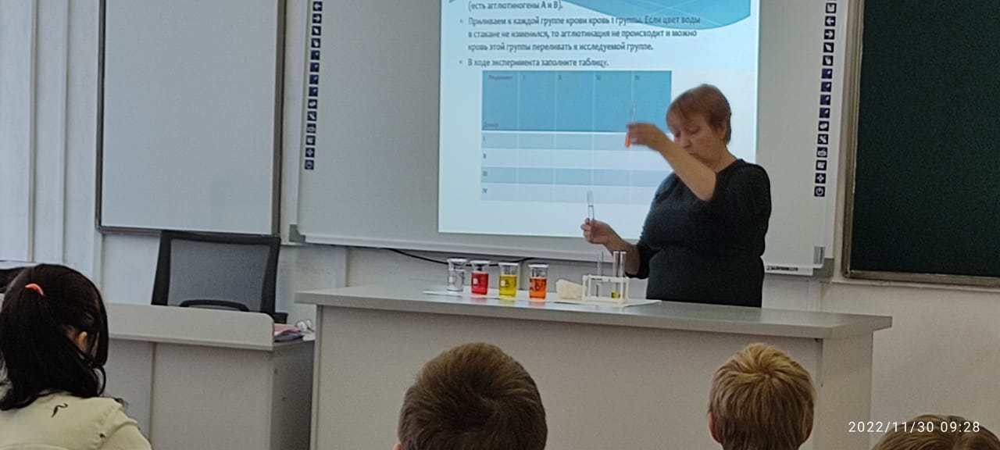 (есть агглютиногены А и В).
• Приливаем к каждой группе крови кровь I группы. Если цвет воды
в стакане не изменился, то агглютинация не происходит и можно
кровь этой группы переливать к исследуемой группе.
• В ходе эксперимента заполните таблицу.
Реципиент I II III IV
Донор
I
II
III
IV
2022/11/30 09:28